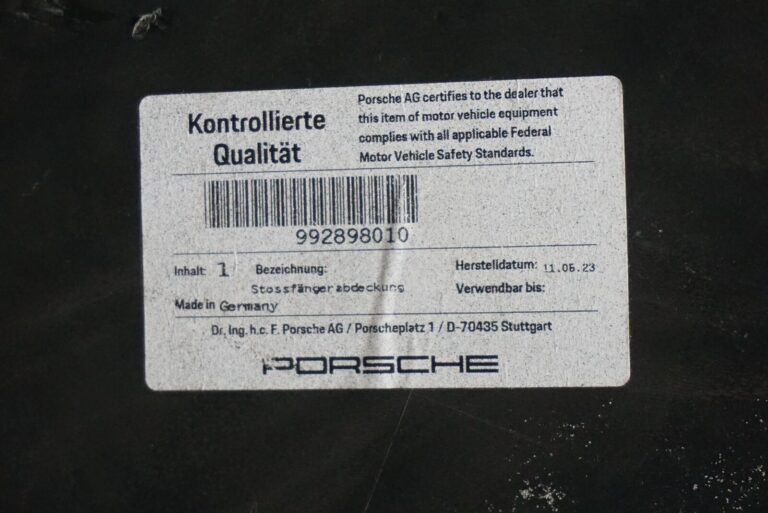 Kontrollierte
Qualität
Porsche AG certifies to the dealer that
this item of motor vehicle equipment
complies with all applicable Federal
Motor Vehicle Safety Standards.
992898010
Inhalt: 1 Bezeichnung:
Stossfängerabdeckung
Herstelldatum: 11.05.23
Verwendbar bis:
Made in Germany
Dr. Ing. h.c. F. Porsche AG / Porscheplatz 1 / D-70435 Stuttgart
PORSCHE